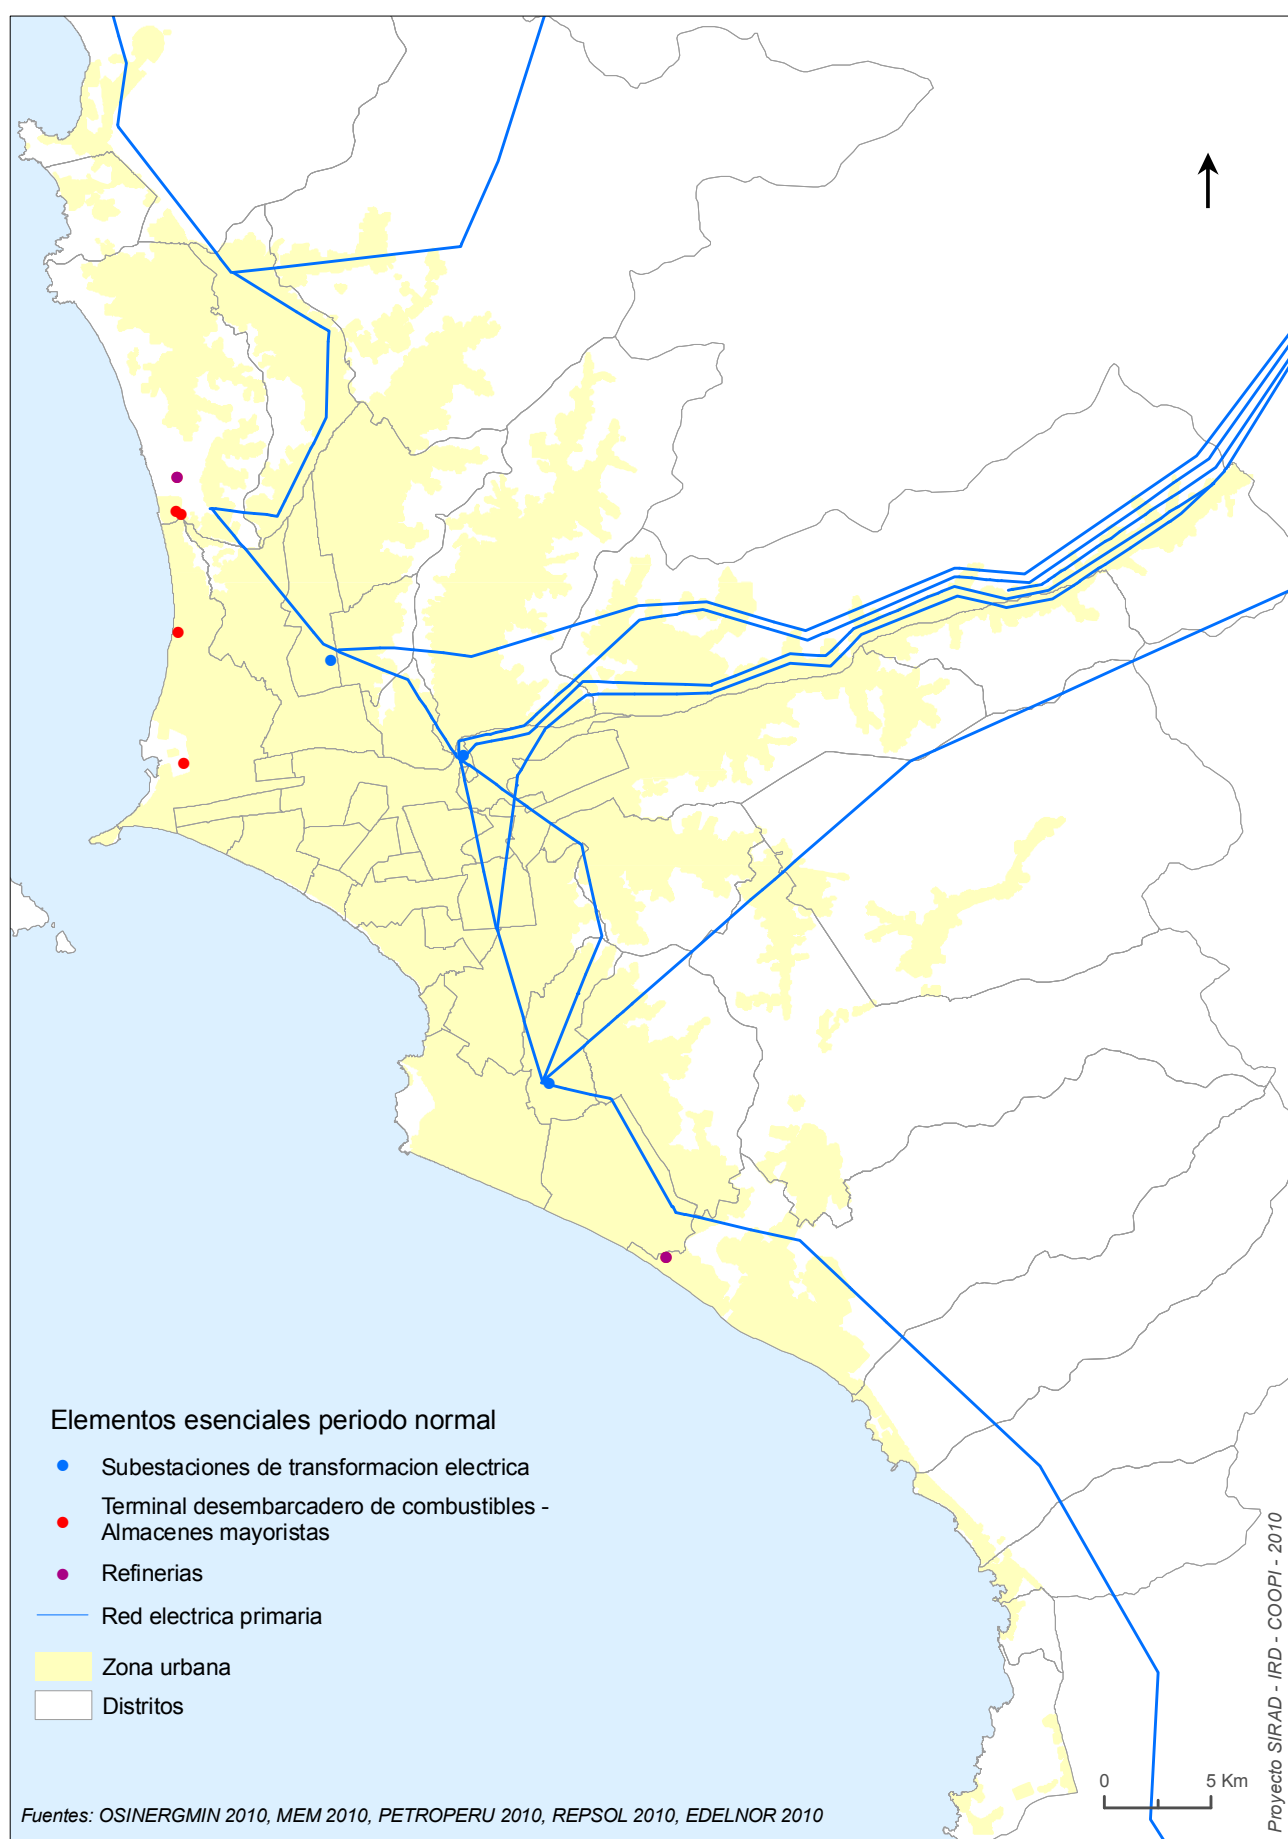 Elementos esenciales periodo normal
Subestaciones de transformacion electrica
Terminal desembarcadero de combustibles -
Almacenes mayoristas
Refinerias
Red electrica primaria
Zona urbana
Distritos
0 5 Km
Fuentes: OSINERGMIN 2010, MEM 2010, PETROPERU 2010, REPSOL 2010, EDELNOR 2010
Proyecto SIRAD - IRD - COOPI - 2010